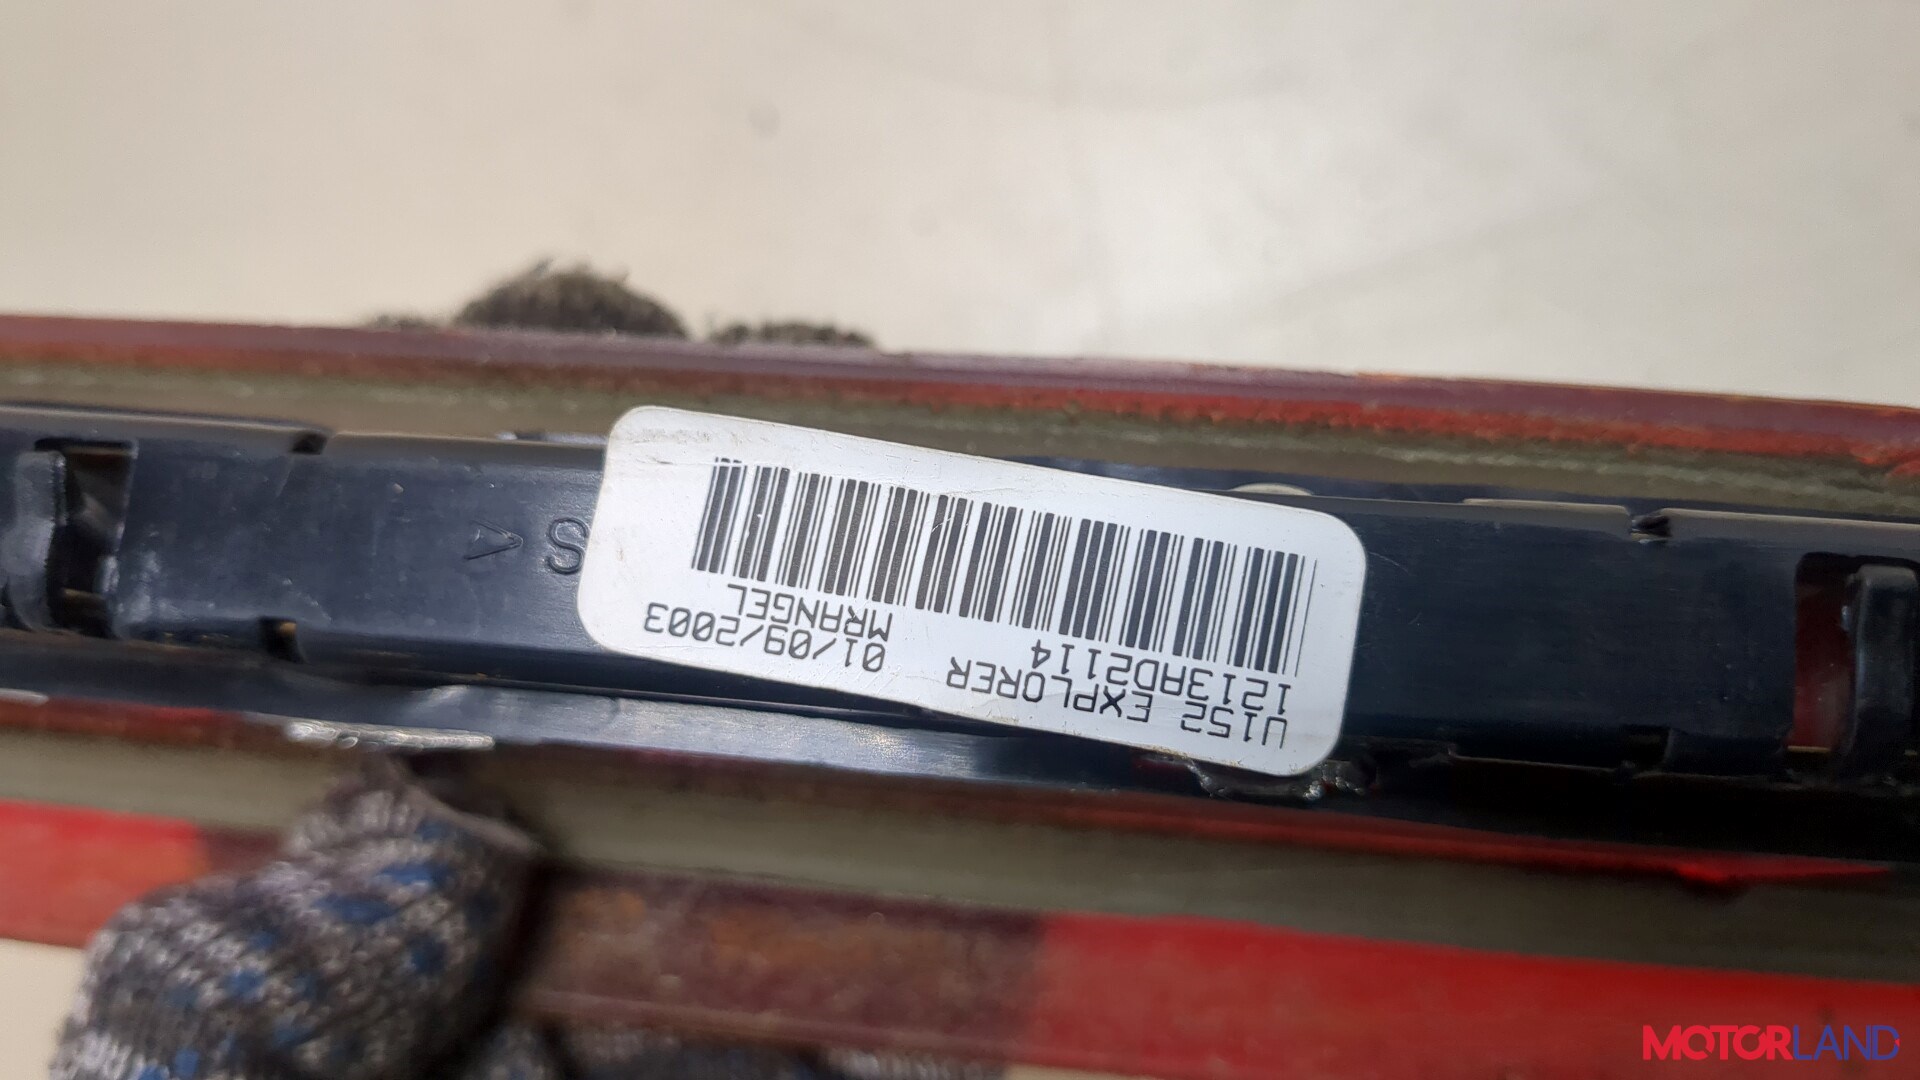 U152 EXPLORER 01/09/2003
1213AD2114 MRANGEL
S <
MOTORLAND